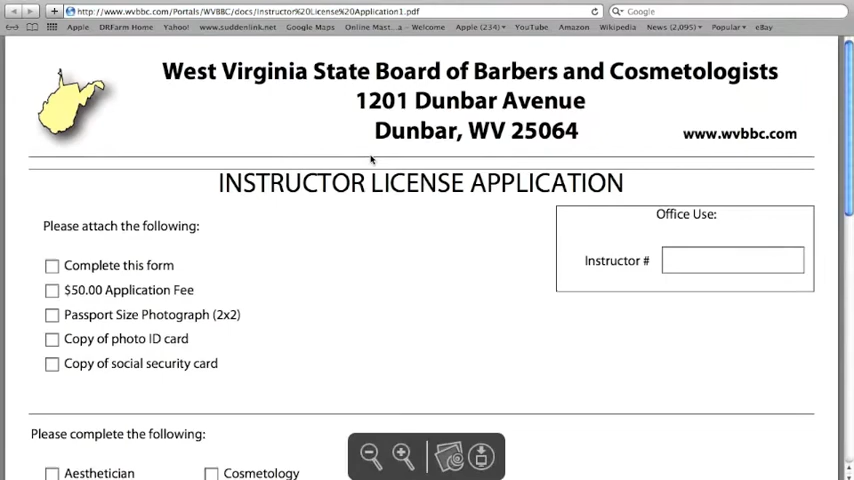 http://www.wvbbc.com/Portals/WVBBC/docs/Instructor%20License%20Application1.pdf
Google
Apple DRFarm Home Yahoo! www.suddenlink.net Google Maps Online Mast...a – Welcome Apple (234) YouTube Amazon Wikipedia News (2,095) Popular eBay
West Virginia State Board of Barbers and Cosmetologists
1201 Dunbar Avenue
Dunbar, WV 25064
www.wvbbc.com
INSTRUCTOR LICENSE APPLICATION
Please attach the following:
Complete this form
$50.00 Application Fee
Passport Size Photograph (2x2)
Copy of photo ID card
Copy of social security card
Office Use:
Instructor #
Please complete the following:
Aesthetician Cosmetology